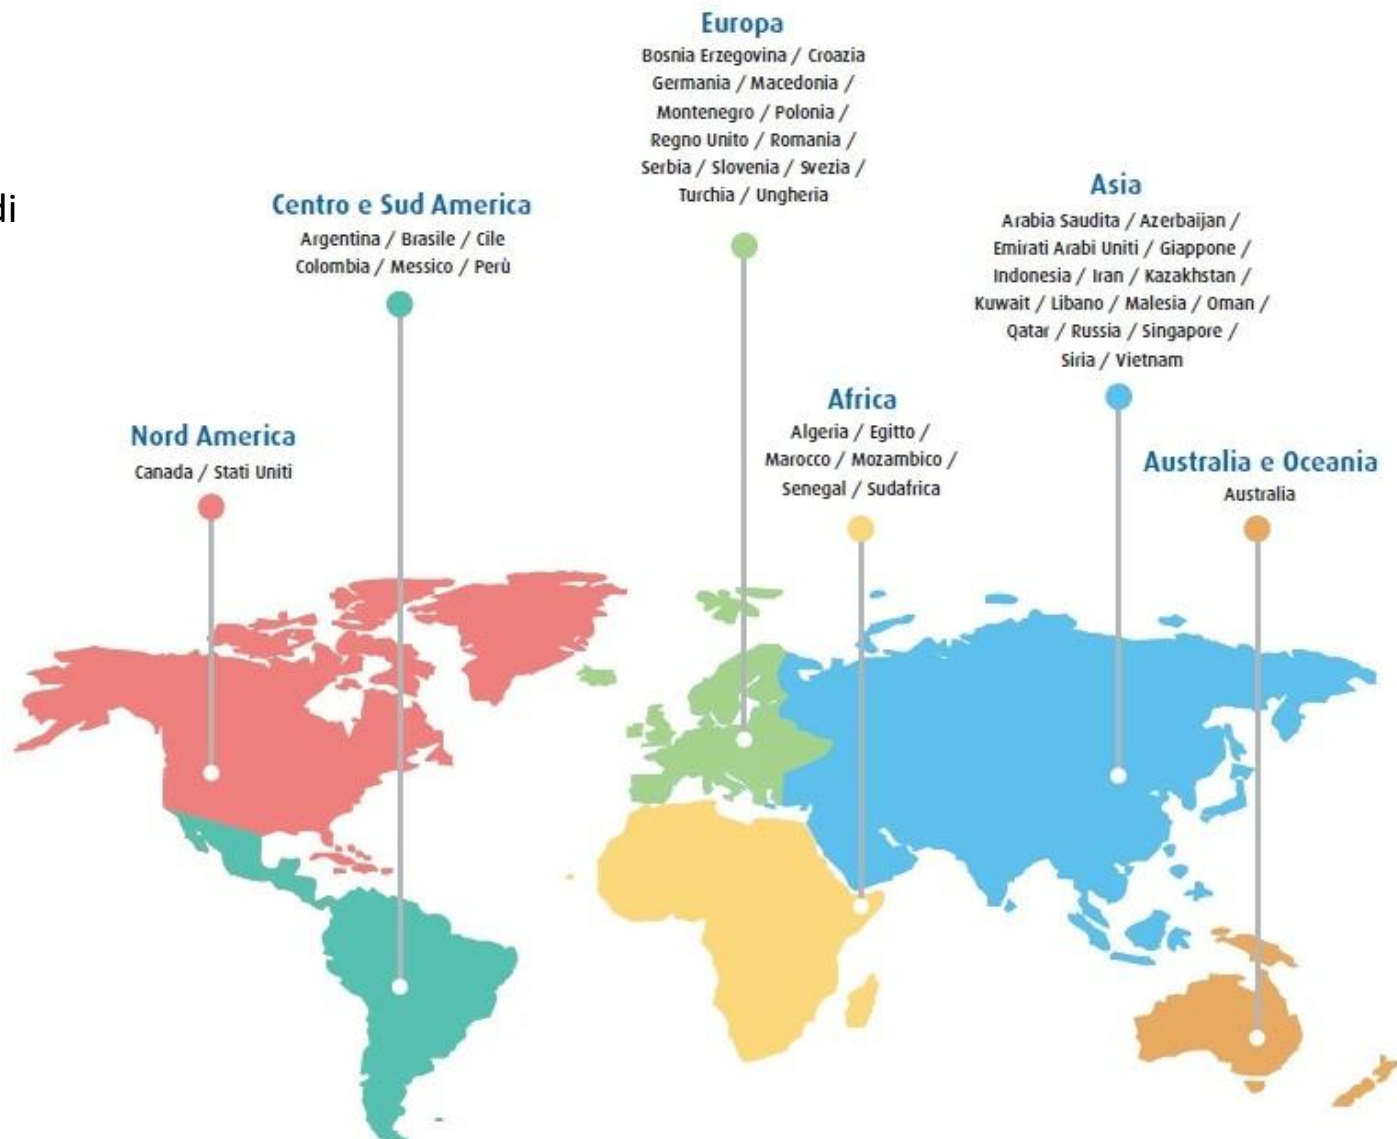 Europa
Bosnia Erzegovina / Croazia
Germania / Macedonia /
Montenegro / Polonia /
Regno Unito / Romania /
Serbia / Slovenia / Svezia /
Turchia / Ungheria
di
Centro e Sud America
Argentina / Brasile / Cile
Colombia / Messico / Perù
Asia
Arabia Saudita / Azerbaijan /
Emirati Arabi Uniti / Giappone /
Indonesia / Iran / Kazakhstan /
Kuwait / Libano / Malesia / Oman /
Qatar / Russia / Singapore /
Siria / Vietnam
Nord America
Canada / Stati Uniti
Africa
Algeria / Egitto /
Marocco / Mozambico /
Senegal / Sudafrica
Australia e Oceania
Australia